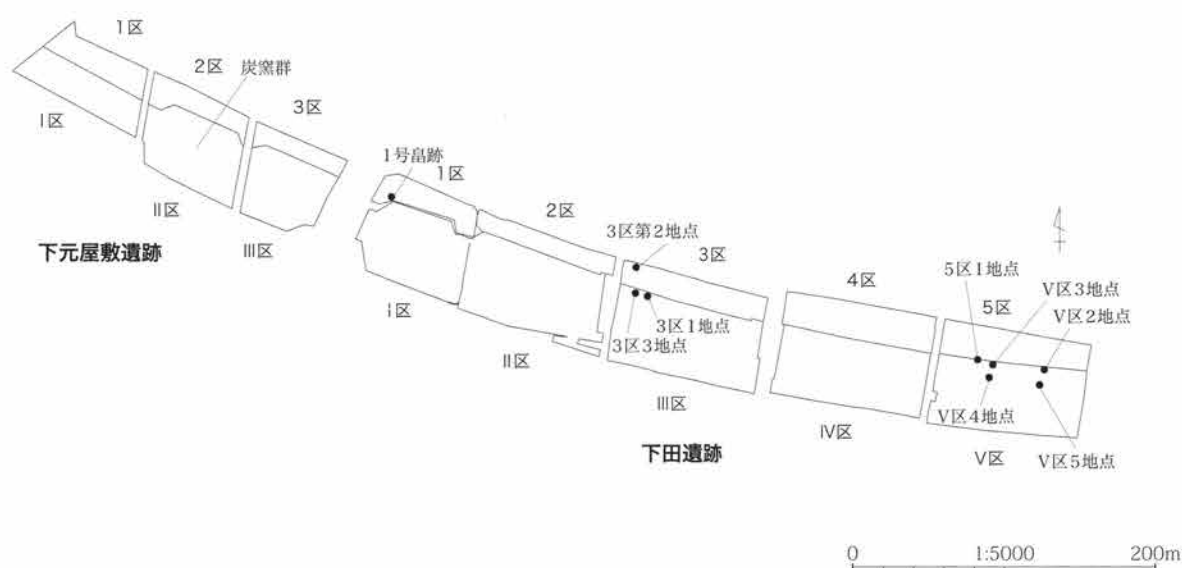 1区
2区
炭窯群
3区
I区
II区
III区
下元屋敷遺跡
1号畠跡
1区
2区
3区第2地点
3区
4区
5区1地点
5区
V区3地点
V区2地点
I区
3区1地点
3区3地点
II区
III区
IV区
V区4地点
V区
V区5地点
下田遺跡
0 1:5000 200m